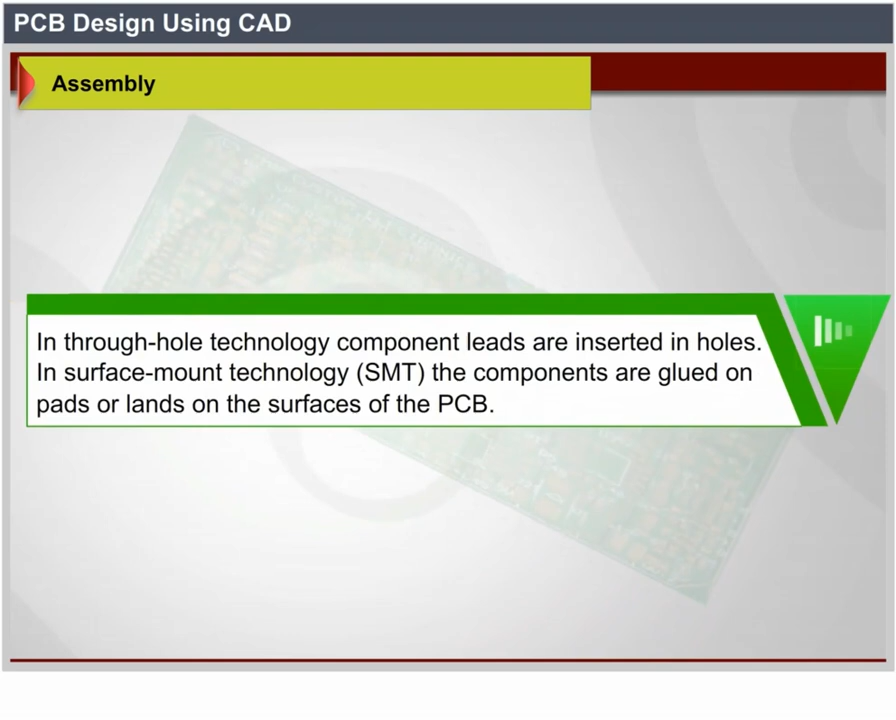 PCB Design Using CAD
Assembly
In through-hole technology component leads are inserted in holes.
In surface-mount technology (SMT) the components are glued on
pads or lands on the surfaces of the PCB.